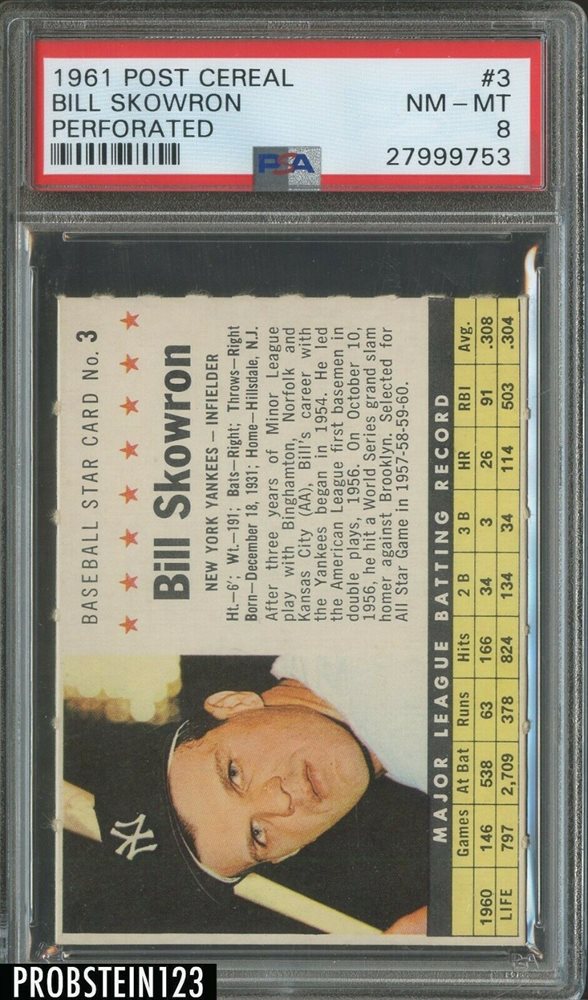 1961 POST CEREAL #3
BILL SKOWRON NM - MT
PERFORATED 8
27999753
PSA
BASEBALL STAR CARD No. 3
Bill Skowron
NEW YORK YANKEES — INFIELDER
Ht.—6'; Wt.—191; Bats—Right; Throws—Right
Born—December 18, 1931; Home—Hillsdale, N.J.
After three years of Minor League
play with Binghamton, Norfolk and
Kansas City (AA), Bill's career with
the Yankees began in 1954. He led
the American League first basemen in
double plays, 1956. On October 10,
1956, he hit a World Series grand slam
homer against Brooklyn. Selected for
All Star Game in 1957-58-59-60.
NY
MAJOR LEAGUE BATTING RECORD
Games At Bat Runs Hits 2 B 3 B HR RBI Avg.
1960 146 538 63 166 34 3 26 91 .308
LIFE 797 2,709 378 824 134 34 114 503 .304
PROBSTEIN123